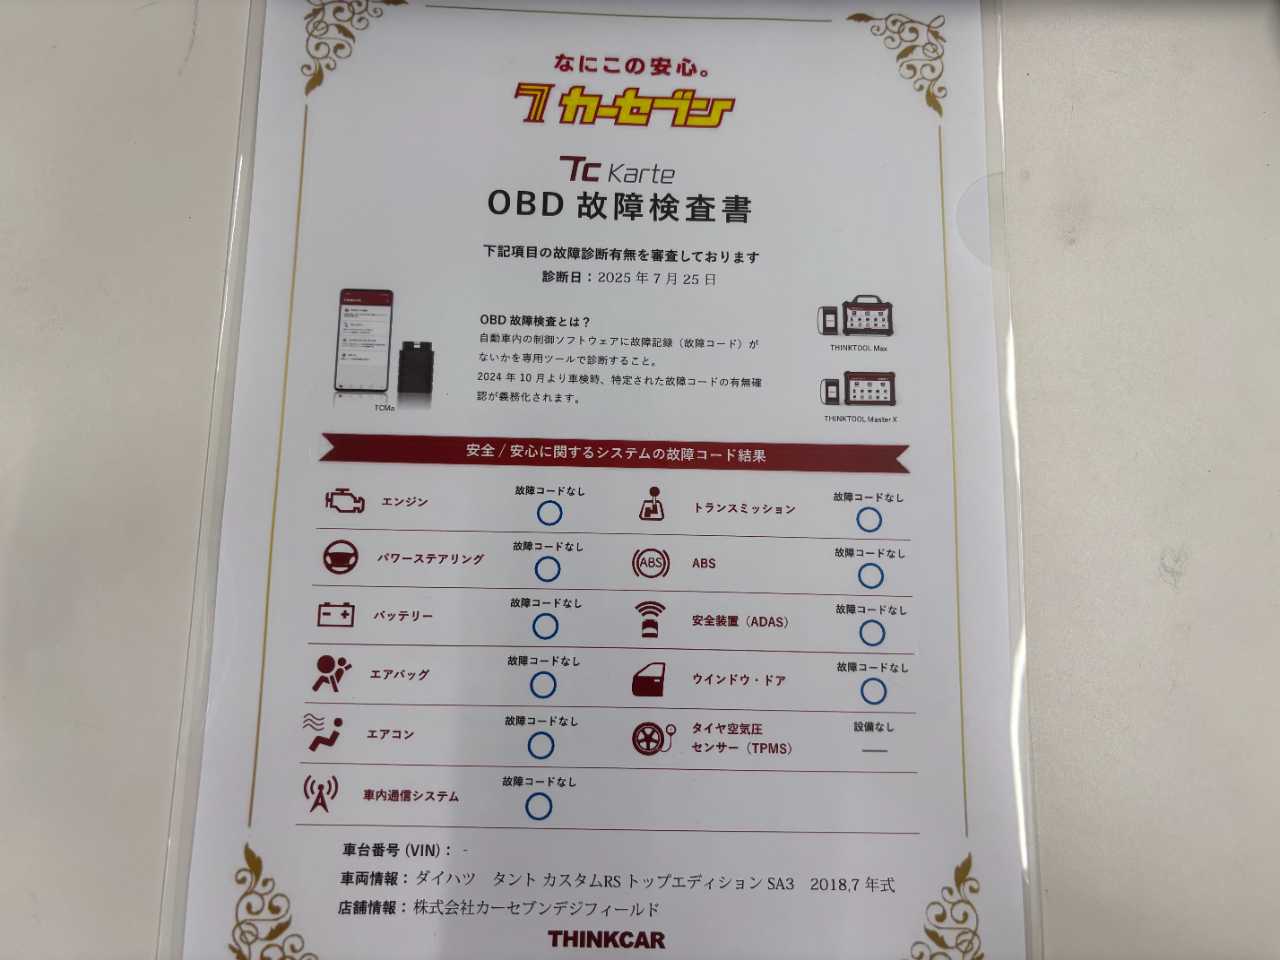 なにこの安心。
カーセブン
Tc Karte
OBD 故障検査書
下記項目の故障診断有無を審査しております
診断日：2025 年 7 月 25 日
OBD 故障検査とは？
自動車内の制御ソフトウェアに故障記録（故障コード）が
ないかを専用ツールで診断すること。
2024 年 10 月より車検時、特定された故障コードの有無確
認が義務化されます。
TCMa
THINKTOOL Max
THINKTOOL Master X
安全 / 安心に関するシステムの故障コード結果
エンジン 故障コードなし
トランスミッション 故障コードなし
パワーステアリング 故障コードなし
ABS ABS 故障コードなし
バッテリー 故障コードなし
安全装置（ADAS） 故障コードなし
エアバッグ 故障コードなし
ウインドウ・ドア 故障コードなし
エアコン 故障コードなし
タイヤ空気圧
センサー（TPMS） 設備なし
車内通信システム 故障コードなし
車台番号 (VIN)： -
車両情報：ダイハツ　タント カスタムRS トップエディション SA3　2018,7 年式
店舗情報：株式会社カーセブンデジフィールド
THINKCAR